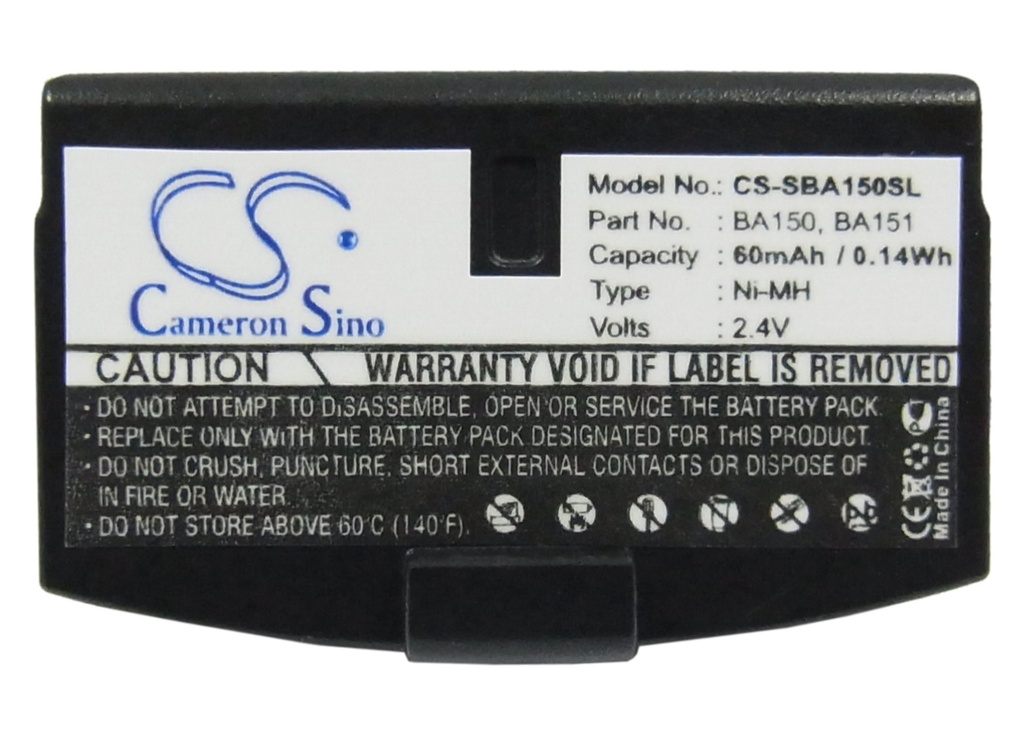 CS
Cameron Sino
Model No.: CS-SBA150SL
Part No. : BA150, BA151
Capacity : 60mAh / 0.14Wh
Type : Ni-MH
Volts : 2.4V
CAUTION
WARRANTY VOID IF LABEL IS REMOVED
· DO NOT ATTEMPT TO DISASSEMBLE, OPEN OR SERVICE THE BATTERY PACK.
· REPLACE ONLY WITH THE BATTERY PACK DESIGNATED FOR THIS PRODUCT.
· DO NOT CRUSH, PUNCTURE, SHORT EXTERNAL CONTACTS OR DISPOSE OF
IN FIRE OR WATER.
· DO NOT STORE ABOVE 60°C (140°F).
CE
Made In China